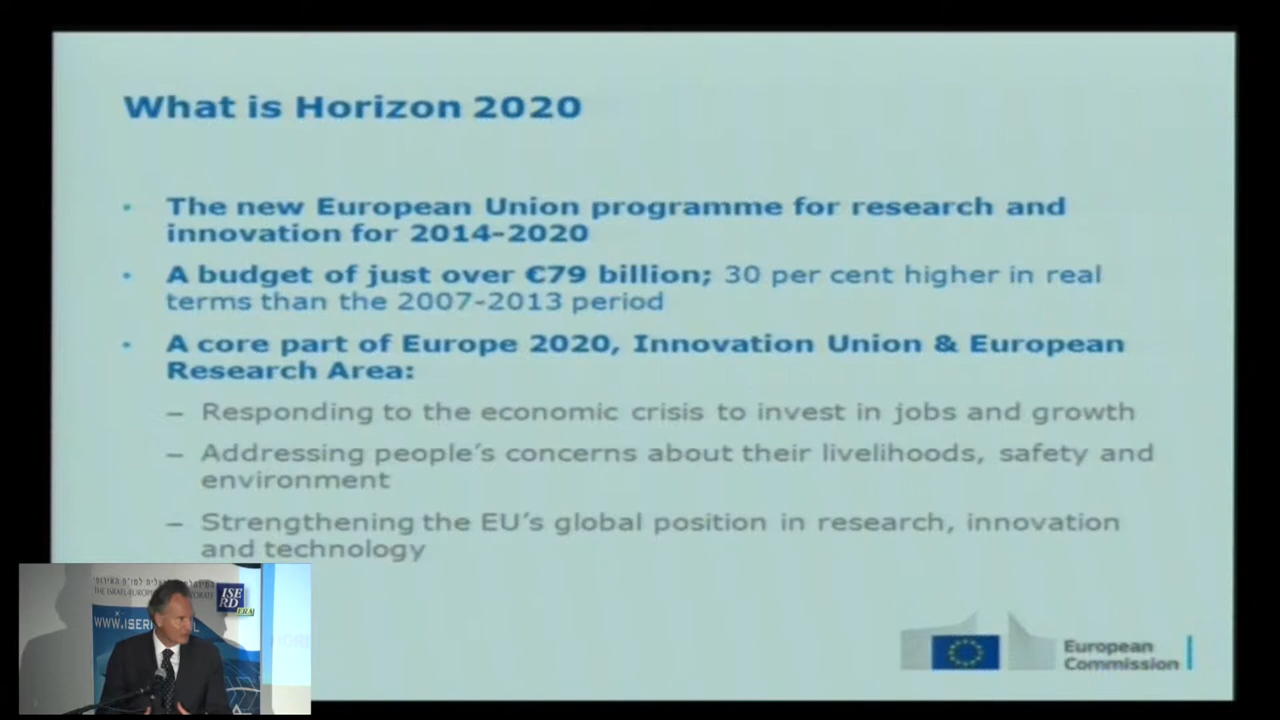 What is Horizon 2020
• The new European Union programme for research and
innovation for 2014-2020
• A budget of just over €79 billion; 30 per cent higher in real
terms than the 2007-2013 period
• A core part of Europe 2020, Innovation Union & European
Research Area:
– Responding to the economic crisis to invest in jobs and growth
– Addressing people's concerns about their livelihoods, safety and
environment
– Strengthening the EU's global position in research, innovation
and technology
European
Commission
ISE
RD
ERA
THE ISRAEL-EUROPE
WWW.ISER